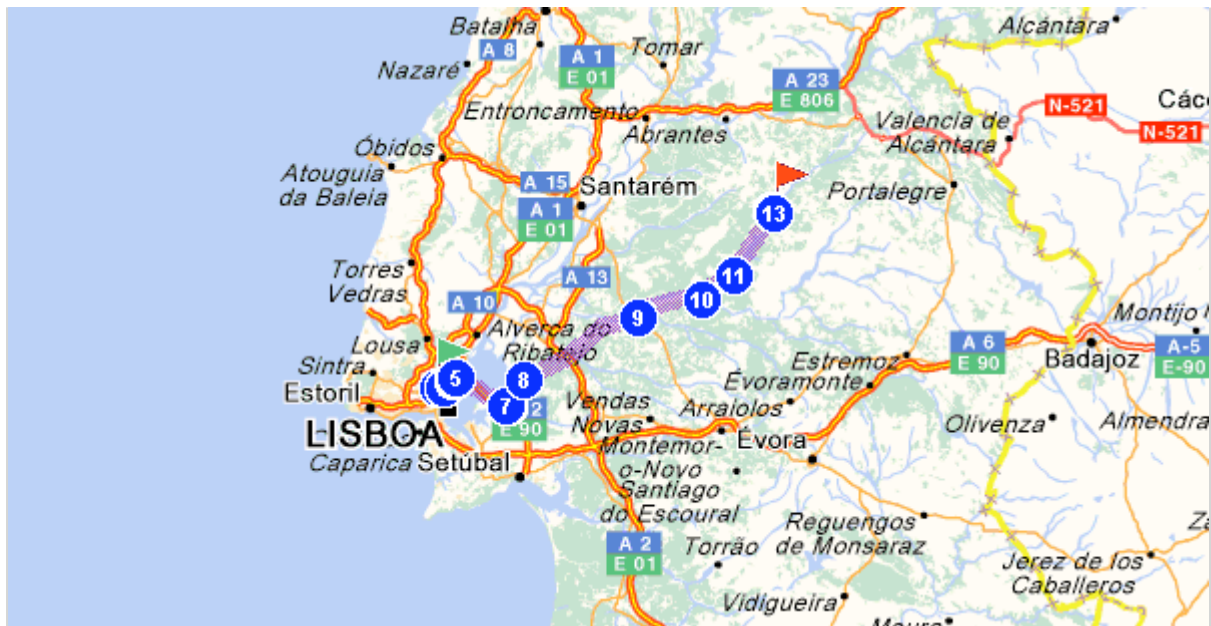 Batalha
Alcántara
A 8
A 1
E 01
Tomar
Nazaré
A 23
E 806
N-521
Các
Entroncamento
Abrantes
Valencia de
Alcántara
N-521
Óbidos
Atouguia
da Baleia
A 15
Santarém
Portalegre
A 1
E 01
13
Torres
Vedras
A 13
11
A 10
10
9
Montijo
Alverca do
Ribatejo
Lousa
A 6
E 90
Badajoz
A-5
E-90
Sintra
5
8
Estremoz
Estoril
Évoramonte
7
2
E 90
Vendas
Novas
Arraiolos
Olivenza
Almendra
LISBOA
Montemor-
o-Novo
Évora
Caparica
Setúbal
Santiago
do Escoural
Reguengos
de Monsaraz
Za
A 2
E 01
Torrão
Jerez de los
Caballeros
Vidigueira